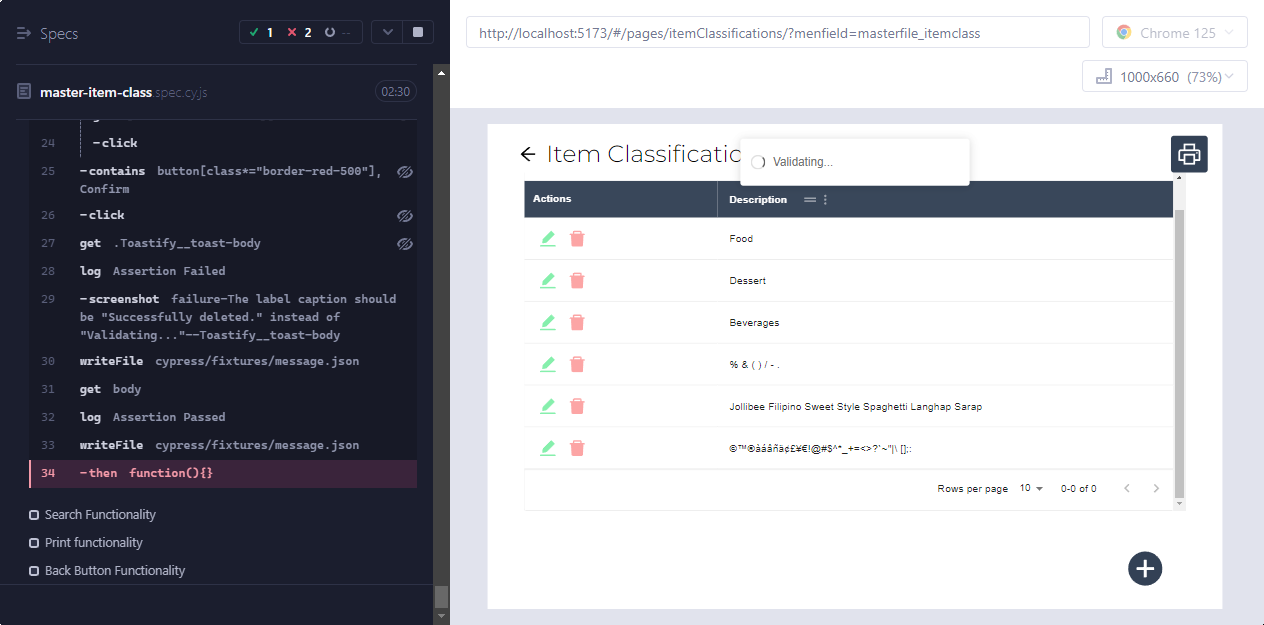 Specs
1
2
--
master-item-class.spec.cy.js
02:30
24 -click
25 -contains button[class*="border-red-500"],
Confirm
26 -click
27 get .Toastify__toast-body
28 log Assertion Failed
29 -screenshot failure-The label caption should
be "Successfully deleted." instead of
"Validating..."--Toastify__toast-body
30 writeFile cypress/fixtures/message.json
31 get body
32 log Assertion Passed
33 writeFile cypress/fixtures/message.json
34 -then function(){}
Search Functionality
Print functionality
Back Button Functionality
http://localhost:5173/#/pages/itemClassifications/?menfield=masterfile_itemclass
Chrome 125
1000x660 (73%)
Item Classificatio
Validating...
Actions Description
Food
Dessert
Beverages
% & ( ) / - .
Jollibee Filipino Sweet Style Spaghetti Langhap Sarap
Rows per page 10 0-0 of 0